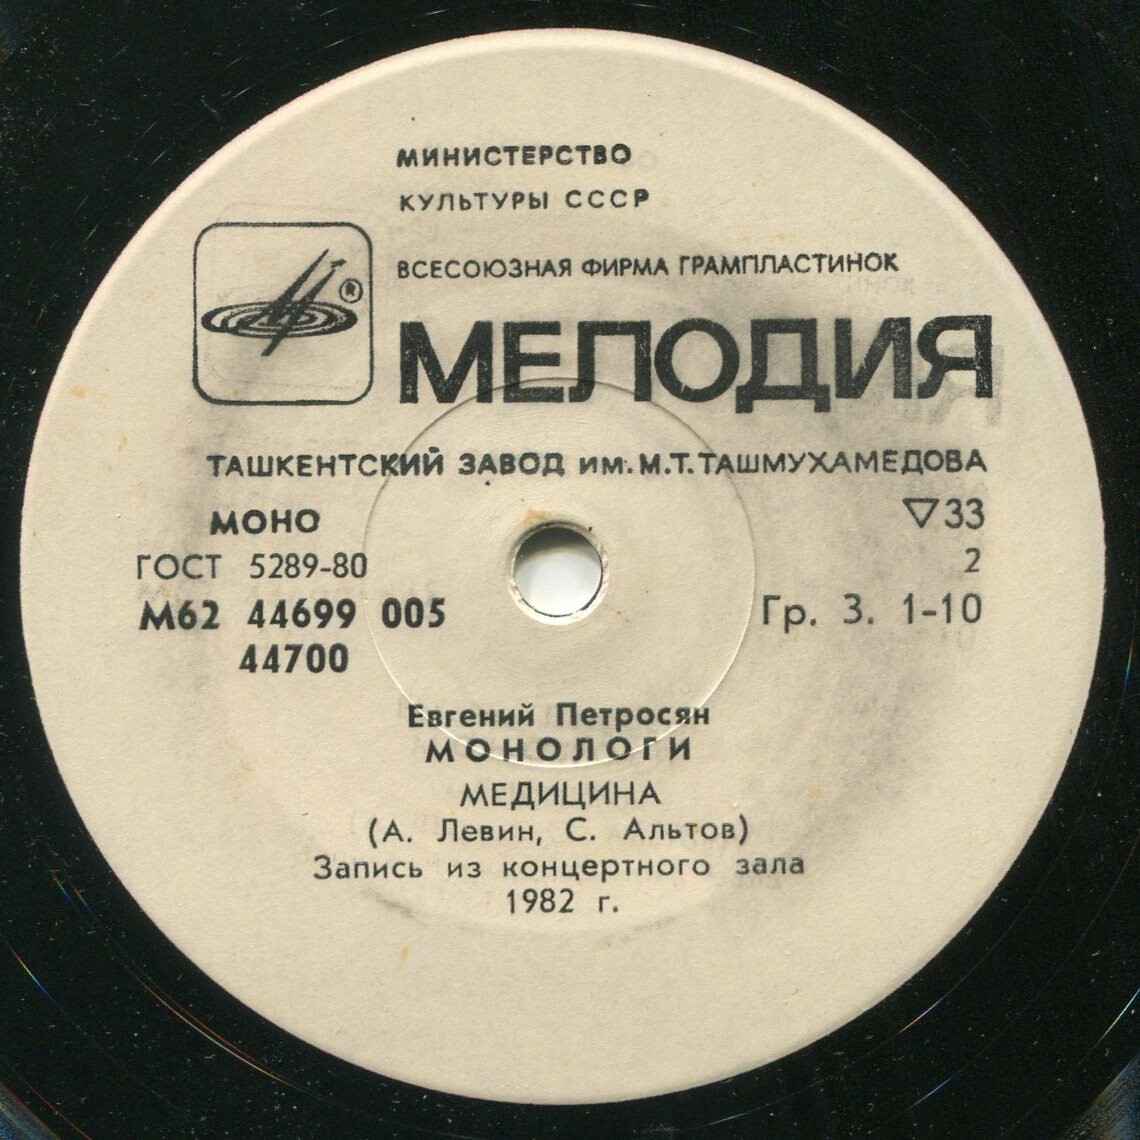 МИНИСТЕРСТВО
КУЛЬТУРЫ СССР
ВСЕСОЮЗНАЯ ФИРМА ГРАМПЛАСТИНОК
®
МЕЛОДИЯ
ТАШКЕНТСКИЙ ЗАВОД им. М.Т. ТАШМУХАМЕДОВА
МОНО ▽33
ГОСТ 5289-80 2
М62 44699 005 Гр. 3. 1-10
44700
Евгений Петросян
МОНОЛОГИ
МЕДИЦИНА
(А. Левин, С. Альтов)
Запись из концертного зала
1982 г.